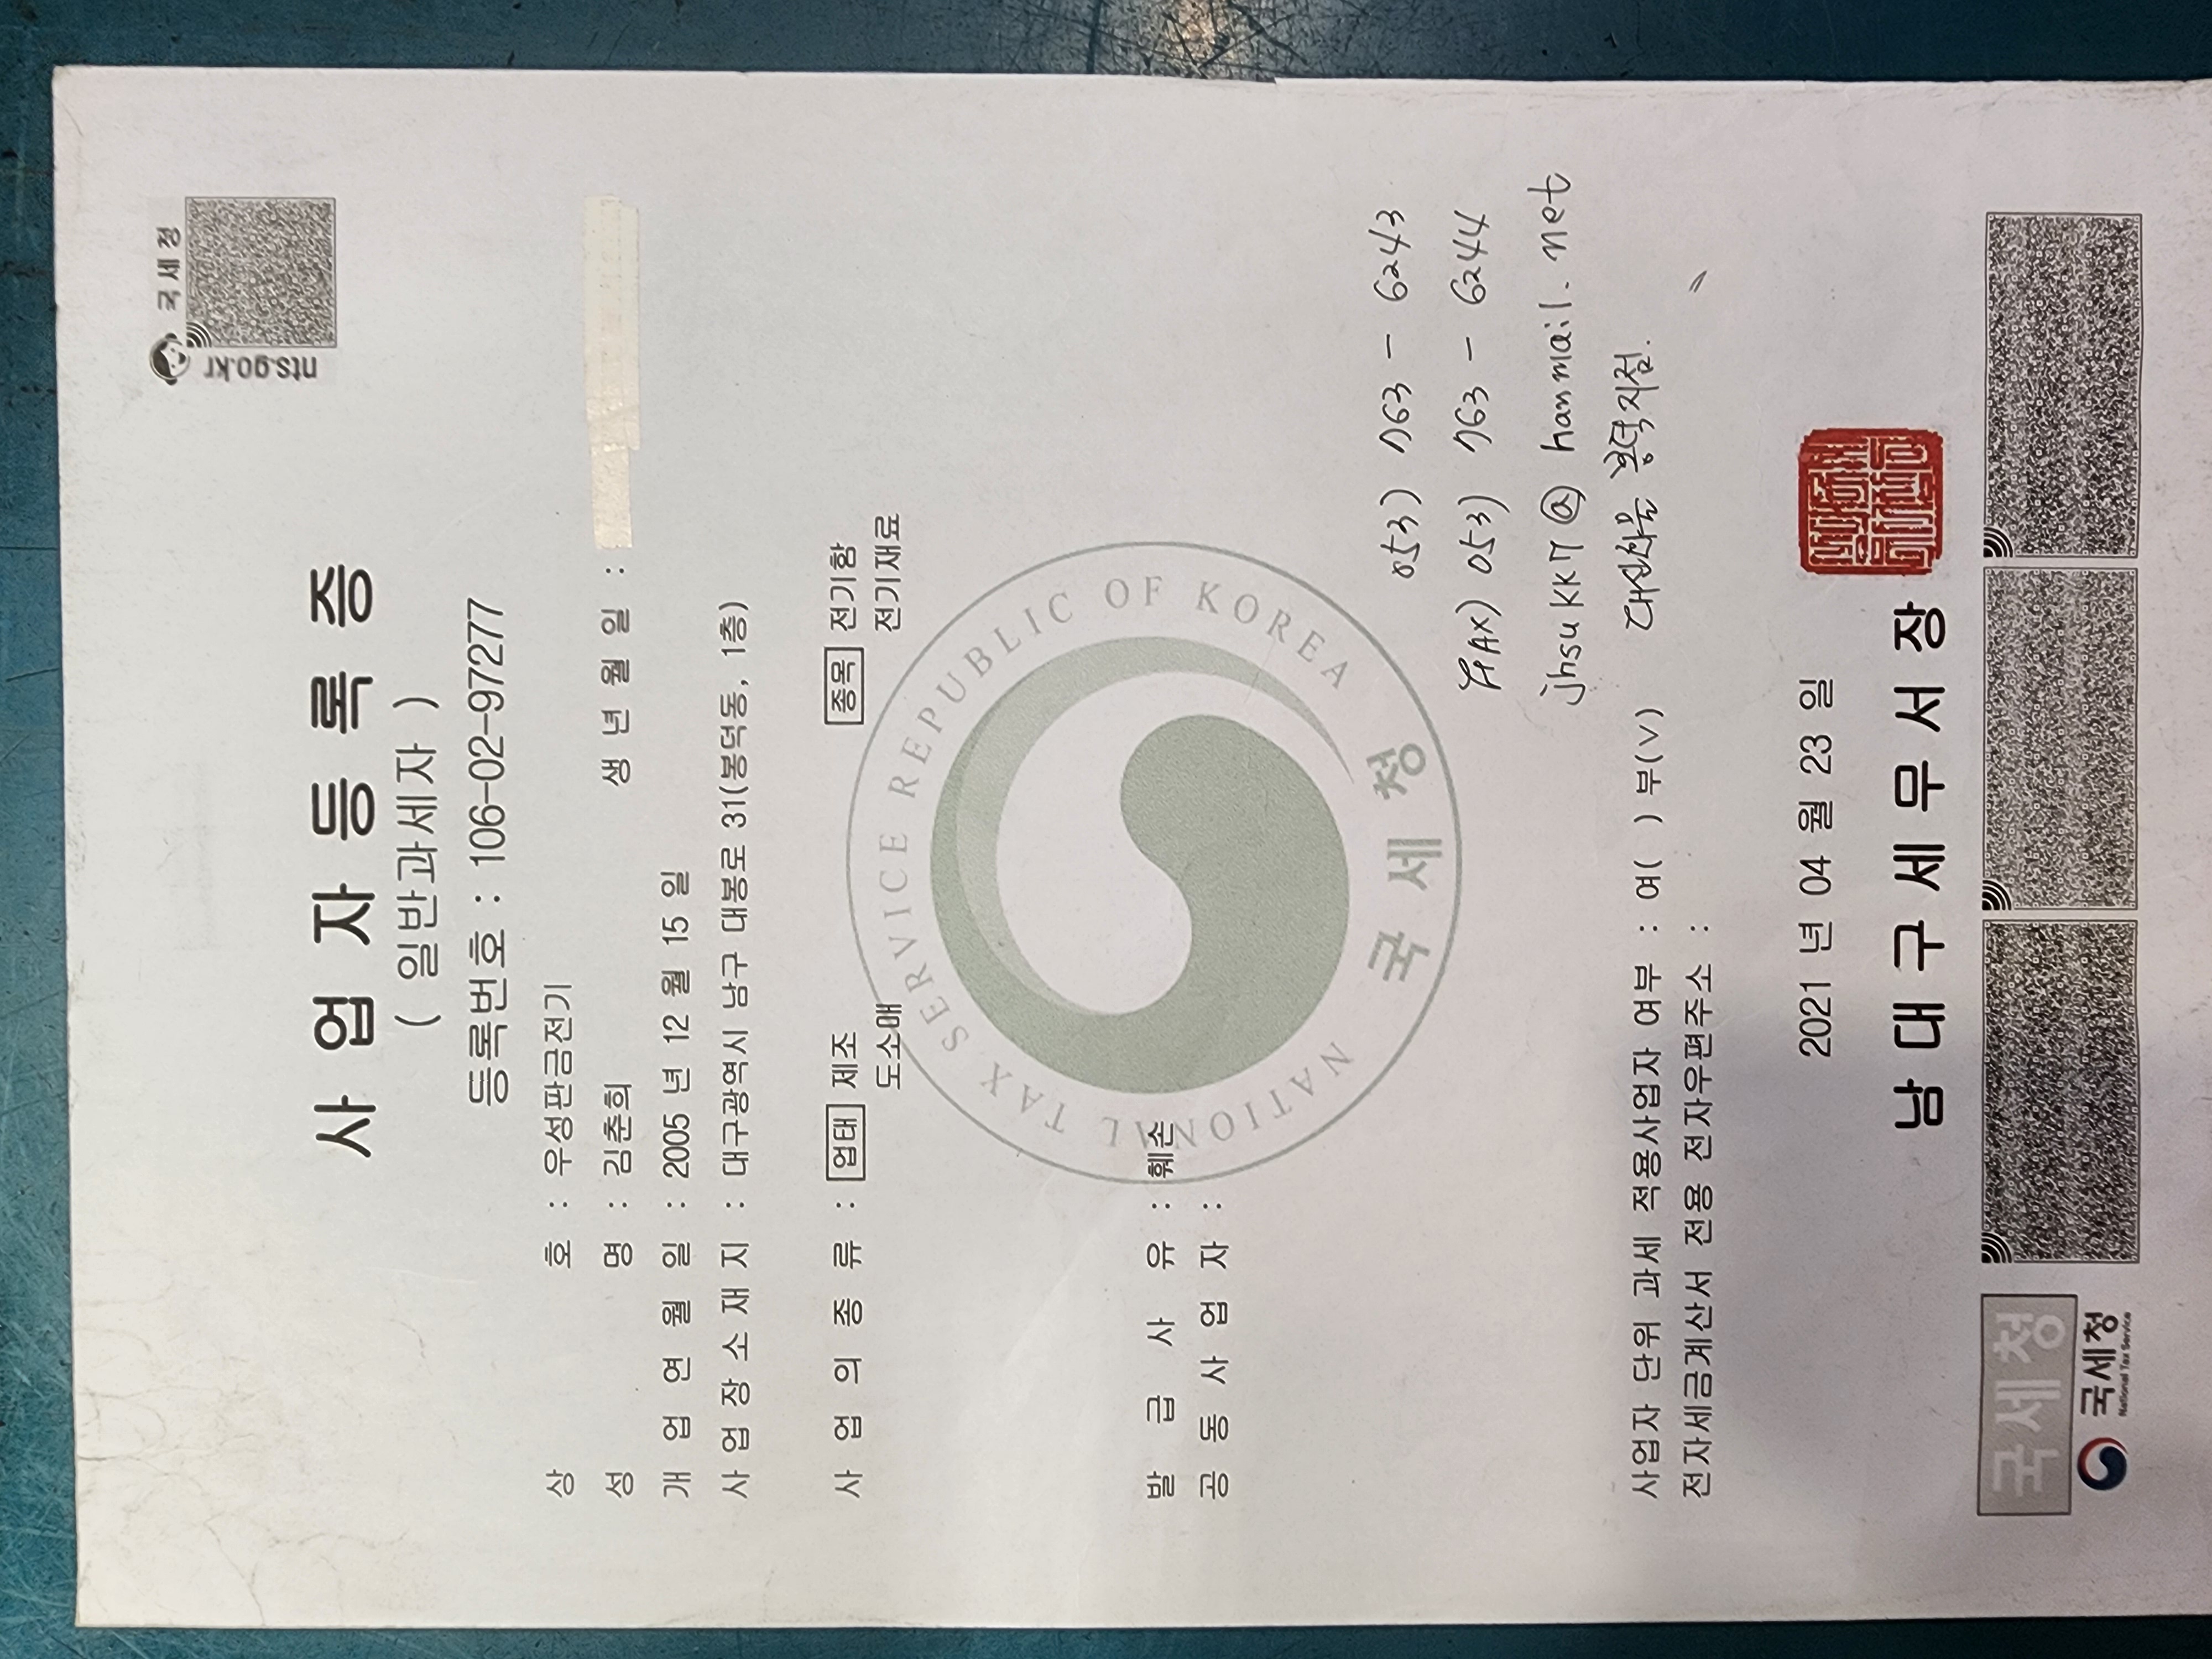 국세청
nts.go.kr
사업자등록증
( 일반과세자 )
등록번호 : 106-02-97277
상 호 : 우성판금전기
성 명 : 김춘희 생 년 월 일 :
개 업 연 월 일 : 2005 년 12 월 15 일
사 업 장 소 재 지 : 대구광역시 남구 대봉로 31(봉덕동, 1층)
사 업 의 종 류 : 업태 제조 종목 전기함
도소매 전기재료
NATIONAL TAX SERVICE REPUBLIC OF KOREA
국세청
발 급 사 유 : 훼손
공 동 사 업 자 :
053) 763 - 6243
FAX) 053) 763 - 6244
jhsukk7@hanmail.net
사업자 단위 과세 적용사업자 여부 : 여( ) 부(v)
봉덕지점.
전자세금계산서 전용 전자우편주소 :
2021 년 04 월 23 일
남대구세무서장
국세청
국세청
National Tax Service